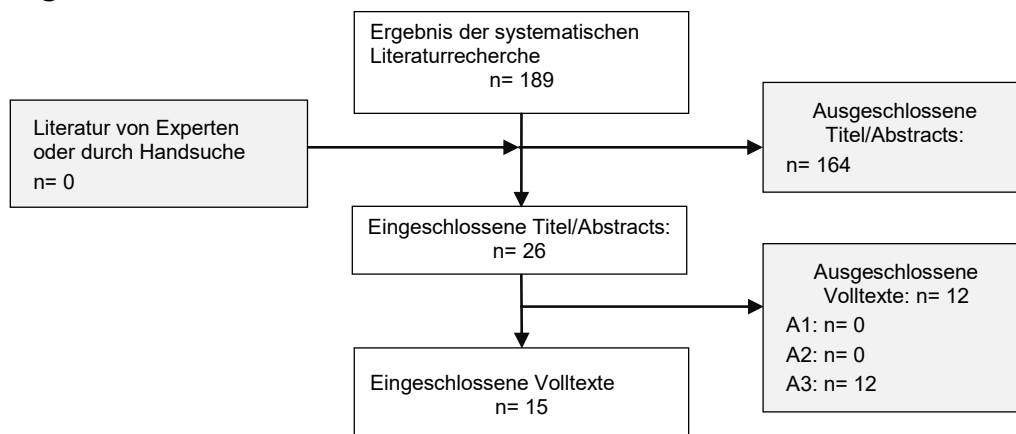 Ergebnis der systematischen
Literaturrecherche
n= 189
Literatur von Experten
oder durch Handsuche
n= 0
Ausgeschlossene
Titel/Abstracts:
n= 164
Eingeschlossene Titel/Abstracts:
n= 26
Ausgeschlossene
Volltexte: n= 12
A1: n= 0
A2: n= 0
A3: n= 12
Eingeschlossene Volltexte
n= 15